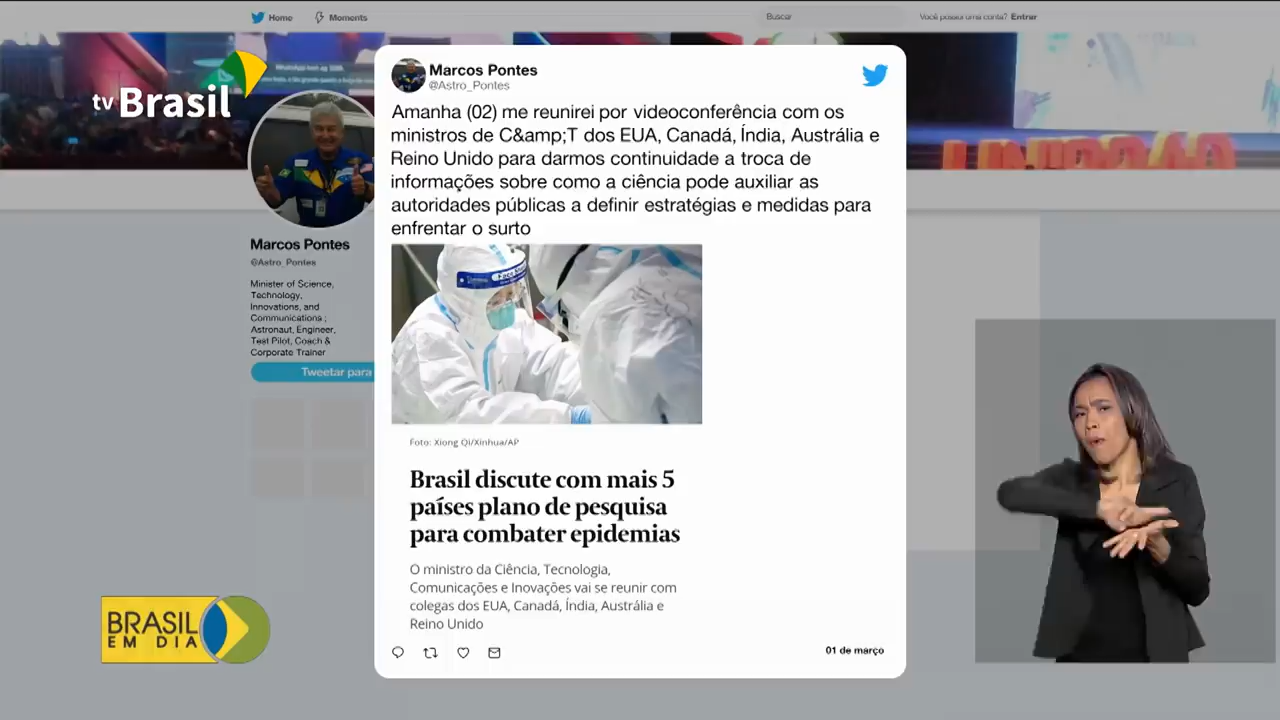 Home
Moments
Buscar
Você possui uma conta? Entrar
tv Brasil
Marcos Pontes
@Astro_Pontes
Amanha (02) me reunirei por videoconferência com os
ministros de C&amp;T dos EUA, Canadá, Índia, Austrália e
Reino Unido para darmos continuidade a troca de
informações sobre como a ciência pode auxiliar as
autoridades públicas a definir estratégias e medidas para
enfrentar o surto
Marcos Pontes
@Astro_Pontes
Minister of Science,
Technology,
Innovations, and
Communications ;
Astronaut, Engineer,
Test Pilot, Coach &
Corporate Trainer
Tweetar para
Foto: Xiong Qi/Xinhua/AP
Brasil discute com mais 5
países plano de pesquisa
para combater epidemias
O ministro da Ciência, Tecnologia,
Comunicações e Inovações vai se reunir com
colegas dos EUA, Canadá, Índia, Austrália e
Reino Unido
01 de março
BRASIL
EM DIA